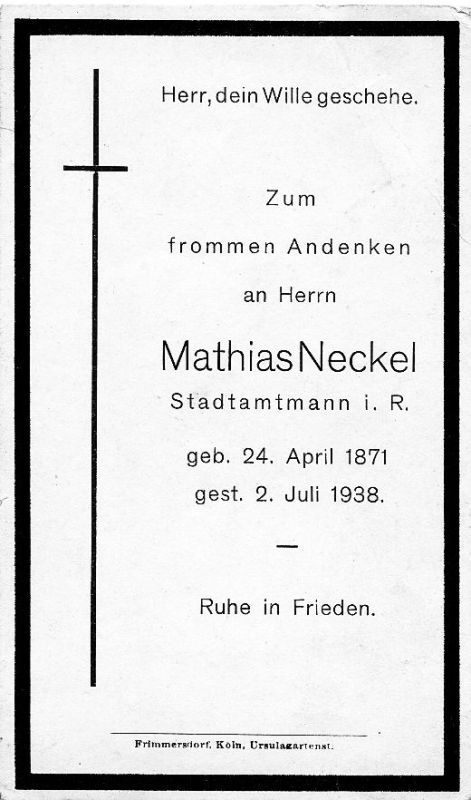 Herr, dein Wille geschehe.
Zum
frommen Andenken
an Herrn
Mathias Neckel
Stadtamtmann i. R.
geb. 24. April 1871
gest. 2. Juli 1938.
—
Ruhe in Frieden.
Frimmersdorf, Köln, Ursulagartenst.